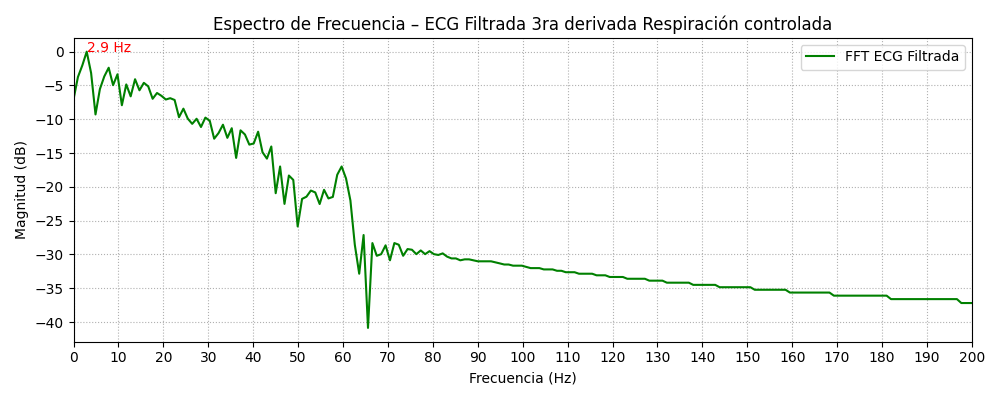 Espectro de Frecuencia – ECG Filtrada 3ra derivada Respiración controlada
2.9 Hz
FFT ECG Filtrada
Magnitud (dB)
0
−5
−10
−15
−20
−25
−30
−35
−40
0 10 20 30 40 50 60 70 80 90 100 110 120 130 140 150 160 170 180 190 200
Frecuencia (Hz)